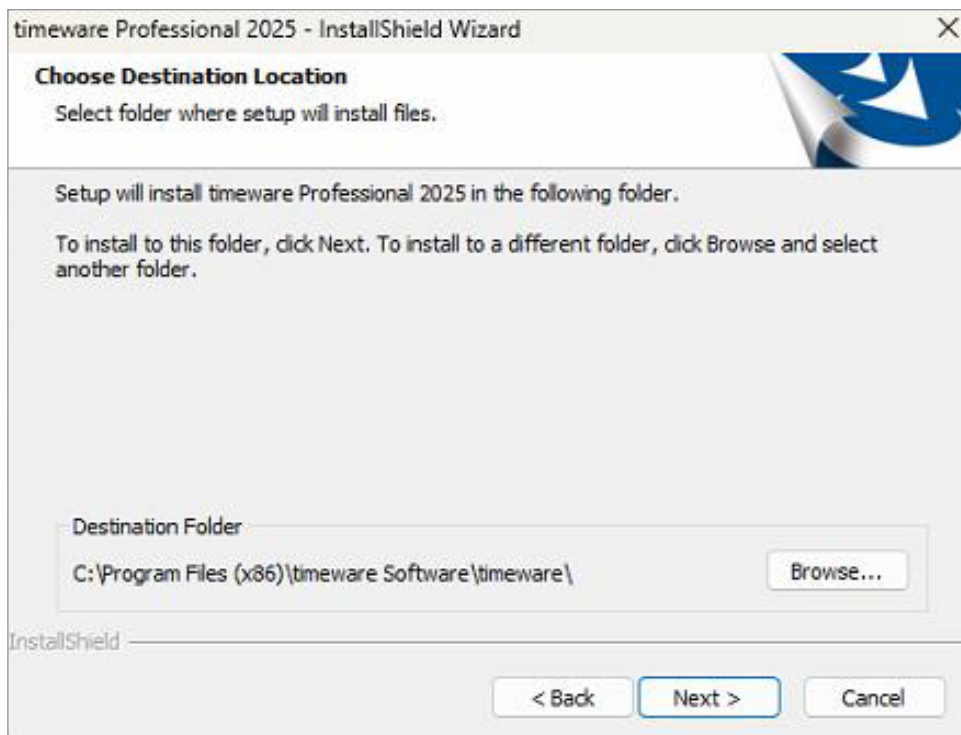 timeware Professional 2025 - InstallShield Wizard
Choose Destination Location
Select folder where setup will install files.
Setup will install timeware Professional 2025 in the following folder.
To install to this folder, click Next. To install to a different folder, click Browse and select
another folder.
Destination Folder
C:\Program Files (x86)\timeware Software\timeware\
Browse...
InstallShield
< Back
Next >
Cancel